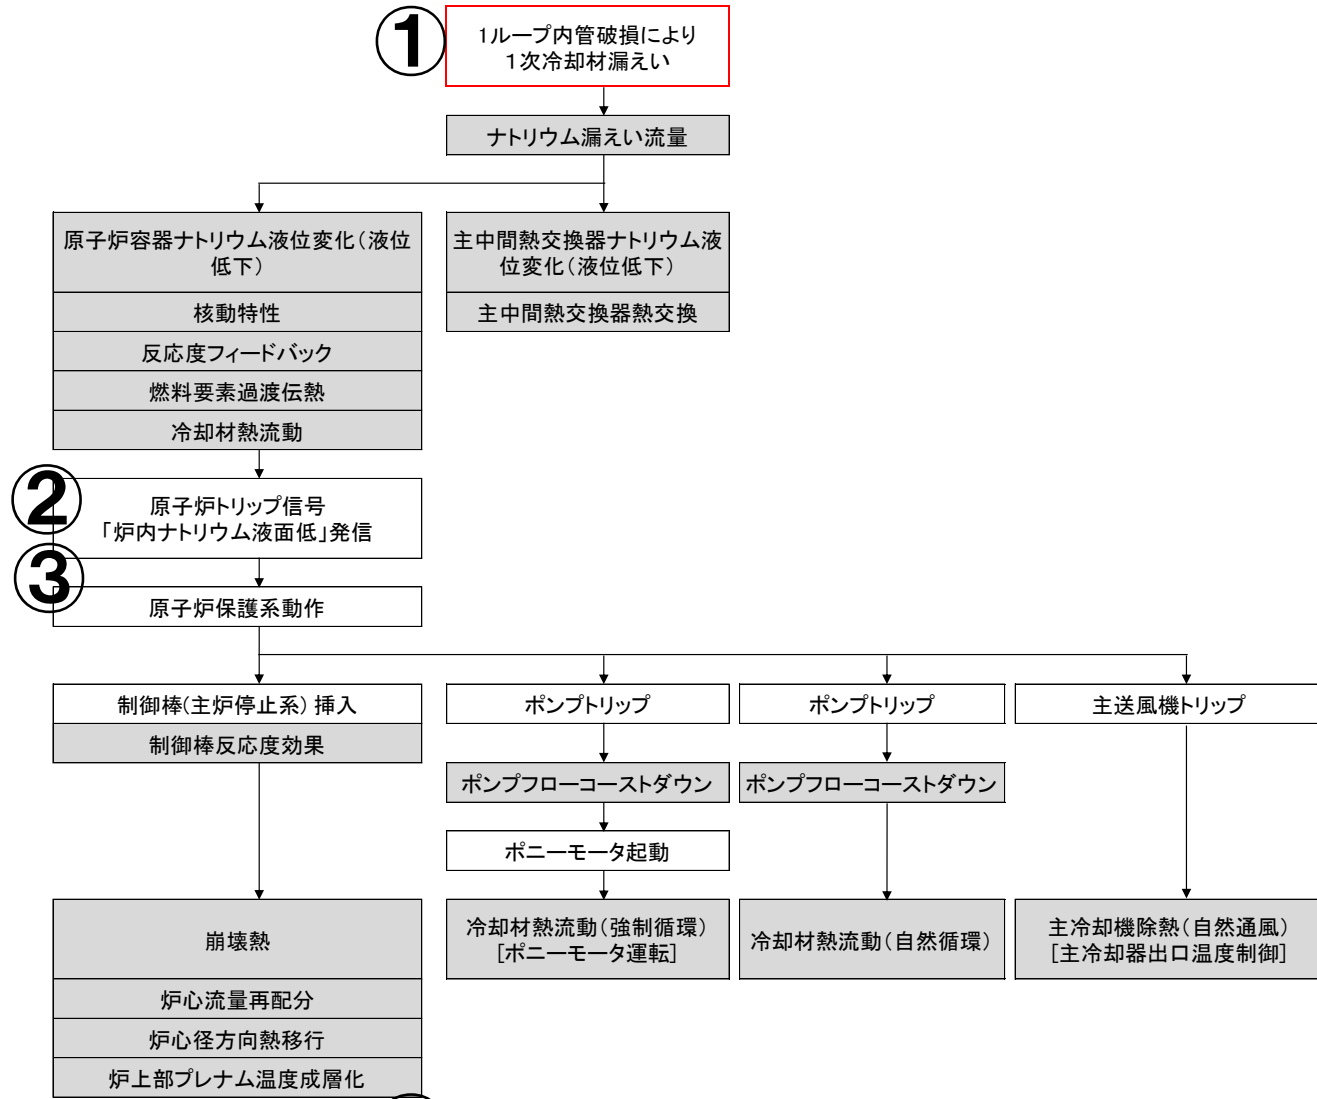 ①
1ループ内管破損により
１次冷却材漏えい
ナトリウム漏えい流量
原子炉容器ナトリウム液位変化（液位
低下）
核動特性
反応度フィードバック
燃料要素過渡伝熱
冷却材熱流動
主中間熱交換器ナトリウム液
位変化（液位低下）
主中間熱交換器熱交換
②
原子炉トリップ信号
「炉内ナトリウム液面低」発信
③
原子炉保護系動作
制御棒(主炉停止系) 挿入
制御棒反応度効果
崩壊熱
炉心流量再配分
炉心径方向熱移行
炉上部プレナム温度成層化
ポンプトリップ
ポンプフローコーストダウン
ポニーモータ起動
冷却材熱流動（強制循環）
[ポニーモータ運転]
ポンプトリップ
ポンプフローコーストダウン
冷却材熱流動（自然循環）
主送風機トリップ
主冷却機除熱（自然通風）
[主冷却器出口温度制御]